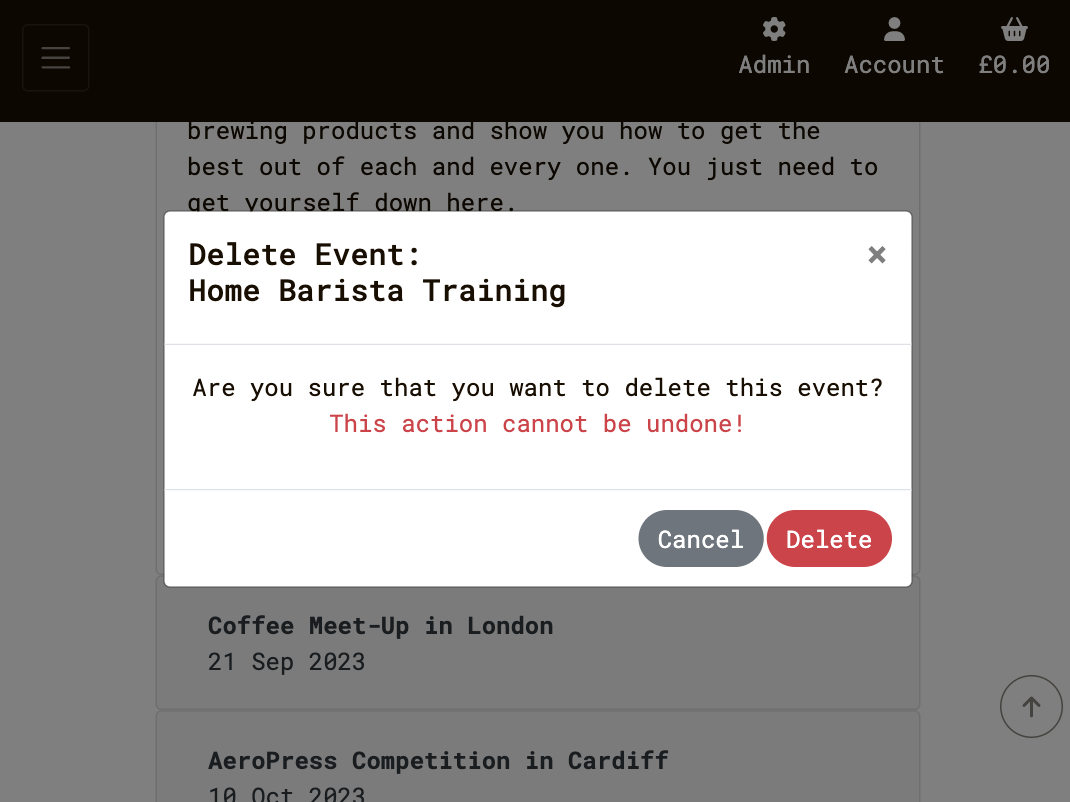 Admin Account £0.00
brewing products and show you how to get the
best out of each and every one. You just need to
get yourself down here.
Delete Event:
Home Barista Training
×
Are you sure that you want to delete this event?
This action cannot be undone!
Cancel Delete
Coffee Meet-Up in London
21 Sep 2023
AeroPress Competition in Cardiff
10 Oct 2023